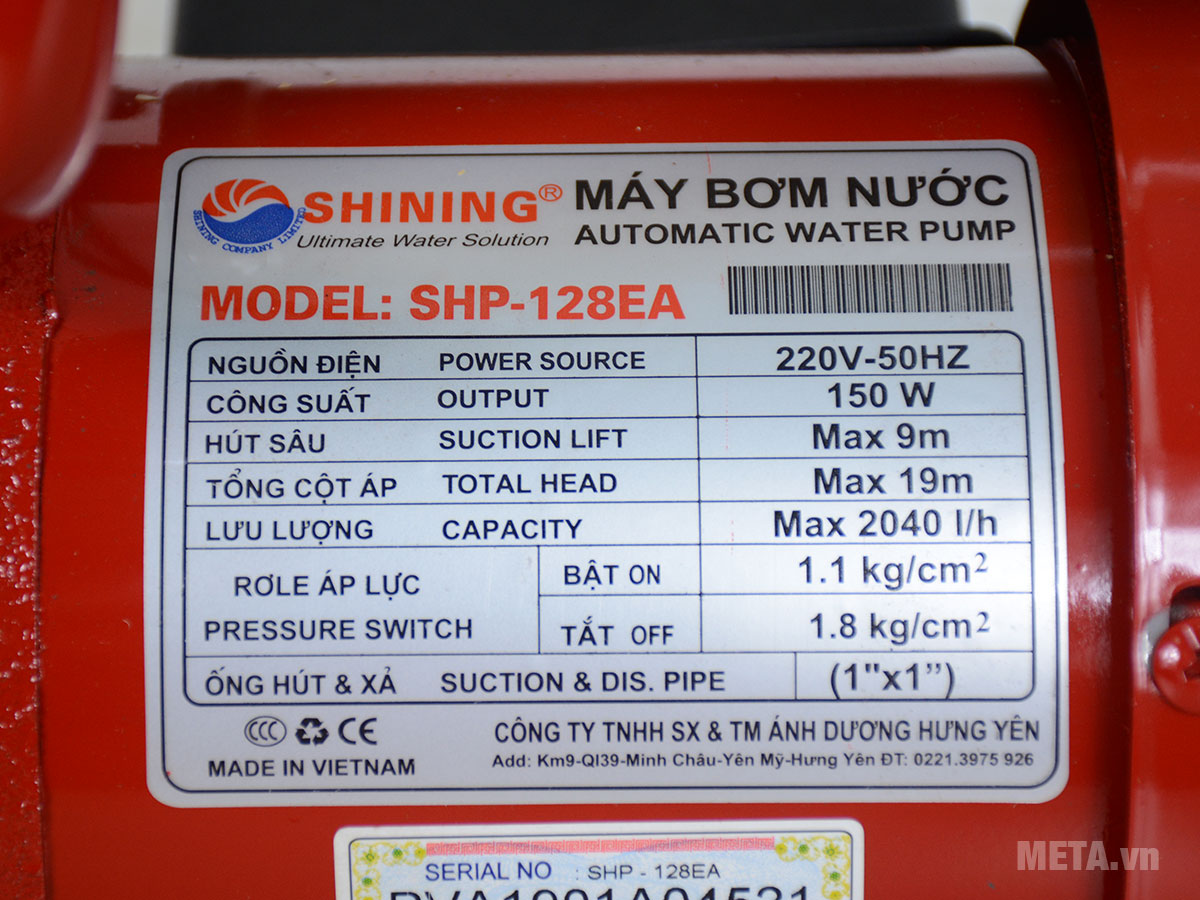 SHINING®
Ultimate Water Solution
SHINING COMPANY LIMITED
MÁY BƠM NƯỚC
AUTOMATIC WATER PUMP
MODEL: SHP-128EA
NGUỒN ĐIỆN POWER SOURCE 220V-50HZ
CÔNG SUẤT OUTPUT 150 W
HÚT SÂU SUCTION LIFT Max 9m
TỔNG CỘT ÁP TOTAL HEAD Max 19m
LƯU LƯỢNG CAPACITY Max 2040 l/h
RƠLE ÁP LỰC BẬT ON 1.1 kg/cm²
PRESSURE SWITCH TẮT OFF 1.8 kg/cm²
ỐNG HÚT & XẢ SUCTION & DIS. PIPE (1"x1”)
CCC CE
MADE IN VIETNAM
CÔNG TY TNHH SX & TM ÁNH DƯƠNG HƯNG YÊN
Add: Km9-Ql39-Minh Châu-Yên Mỹ-Hưng Yên ĐT: 0221.3975 926
SERIAL NO : SHP - 128EA
META.vn